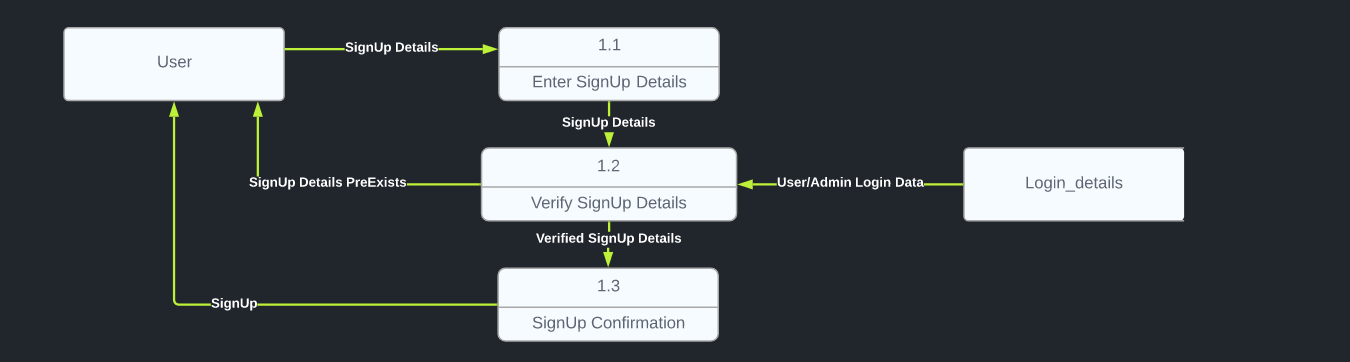 User
SignUp Details
1.1
Enter SignUp Details
SignUp Details
SignUp Details PreExists
1.2
Verify SignUp Details
User/Admin Login Data
Login_details
Verified SignUp Details
SignUp
1.3
SignUp Confirmation